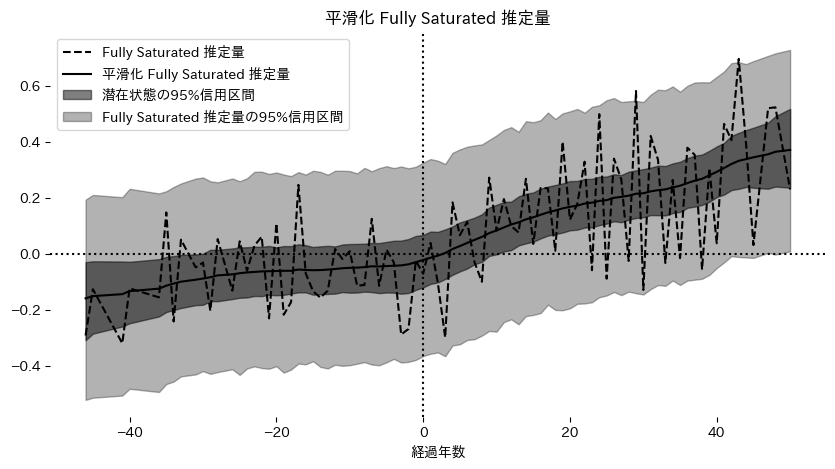 平滑化 Fully Saturated 推定量
Fully Saturated 推定量
平滑化 Fully Saturated 推定量
潜在状態の95%信用区間
Fully Saturated 推定量の95%信用区間
0.6
0.4
0.2
0.0
−0.2
−0.4
−40 −20 0 20 40
経過年数